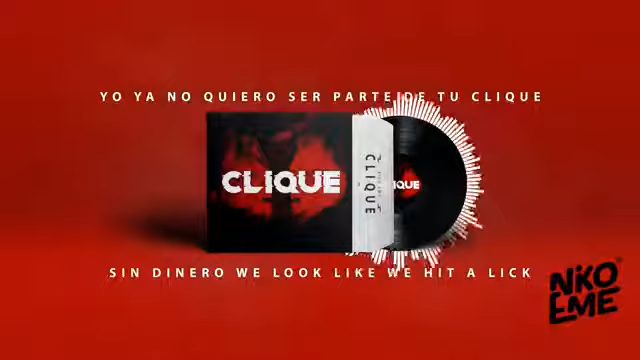 YO YA NO QUIERO SER PARTE DE TU CLIQUE
CLIQUE
CLIQUE
IQUE
SIN DINERO WE LOOK LIKE WE HIT A LICK
NIKO
EME